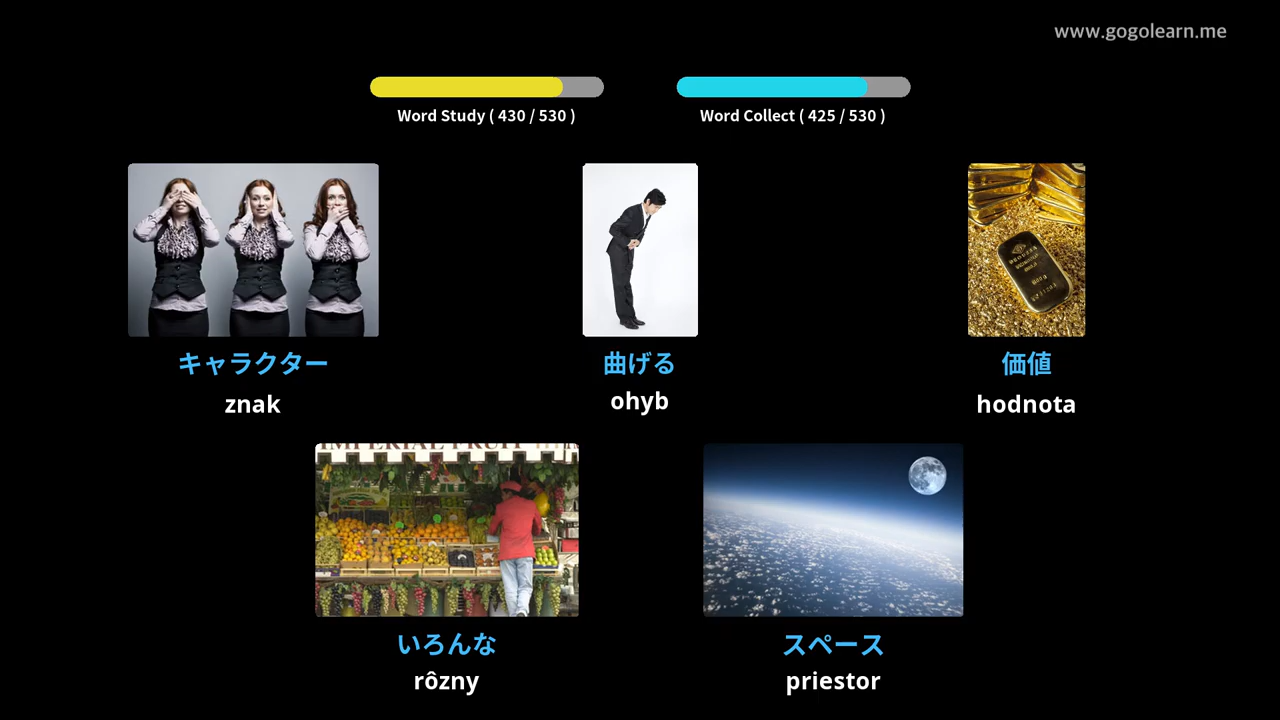 www.gogolearn.me
Word Study ( 430 / 530 )
Word Collect ( 425 / 530 )
キャラクター
znak
曲げる
ohyb
価値
hodnota
いろんな
rôzny
スペース
priestor